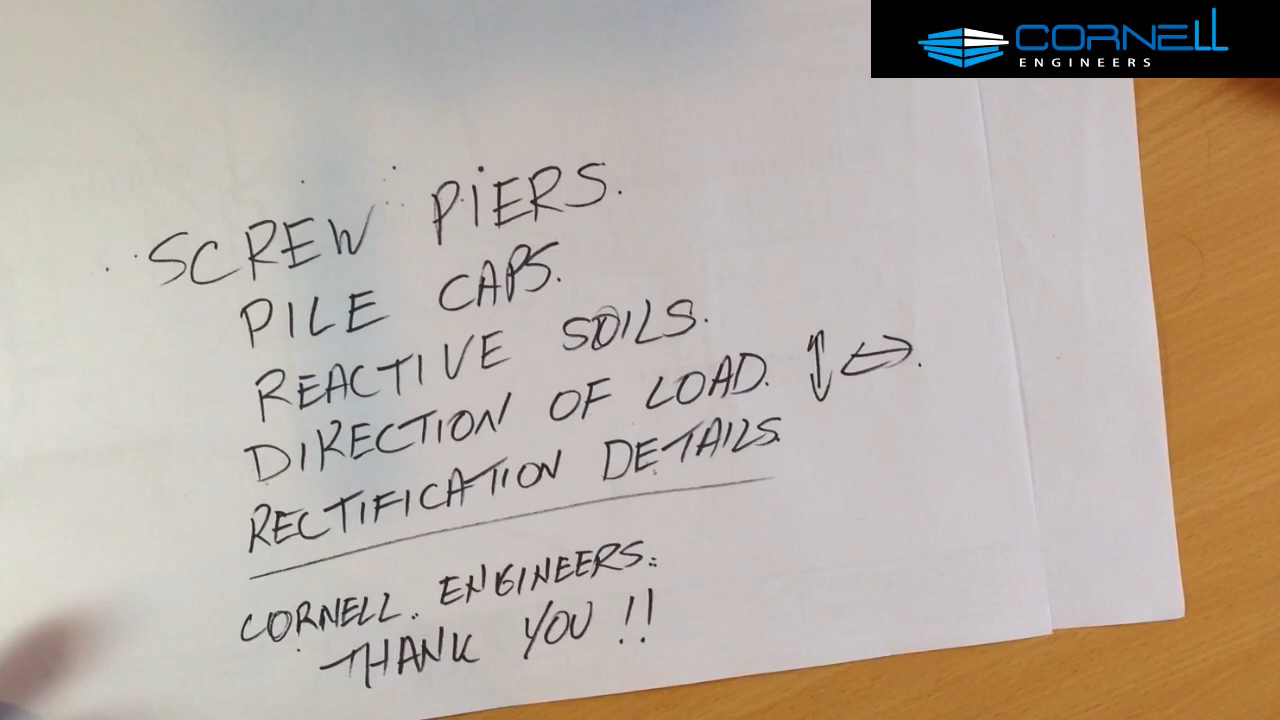 CORNELL
ENGINEERS
SCREW PIERS.
PILE CAPS.
REACTIVE SOILS.
DIRECTION OF LOAD. ↕ ↔.
RECTIFICATION DETAILS.
CORNELL. ENGINEERS.
THANK YOU !!